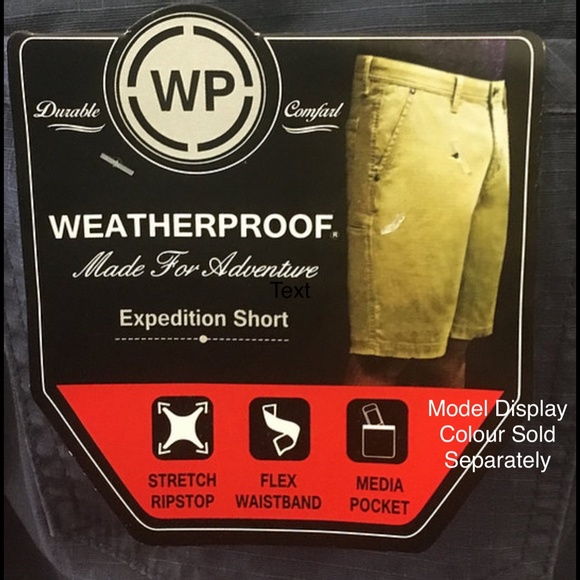 WP
Durable
Comfort
WEATHERPROOF®
Made For Adventure
Text
Expedition Short
STRETCH
RIPSTOP
FLEX
WAISTBAND
MEDIA
POCKET
Model Display
Colour Sold
Separately